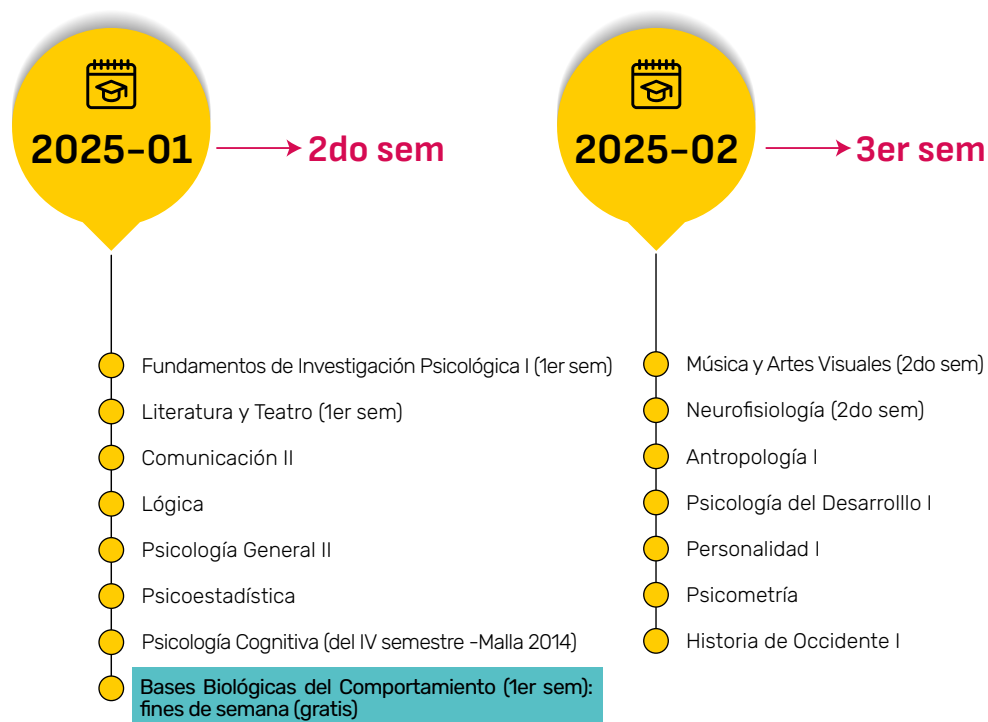 2025-01
2do sem
Fundamentos de Investigación Psicológica I (1er sem)
Literatura y Teatro (1er sem)
Comunicación II
Lógica
Psicología General II
Psicoestadística
Psicología Cognitiva (del IV semestre -Malla 2014)
Bases Biológicas del Comportamiento (1er sem):
fines de semana (gratis)
2025-02
3er sem
Música y Artes Visuales (2do sem)
Neurofisiología (2do sem)
Antropología I
Psicología del Desarrolllo I
Personalidad I
Psicometría
Historia de Occidente I